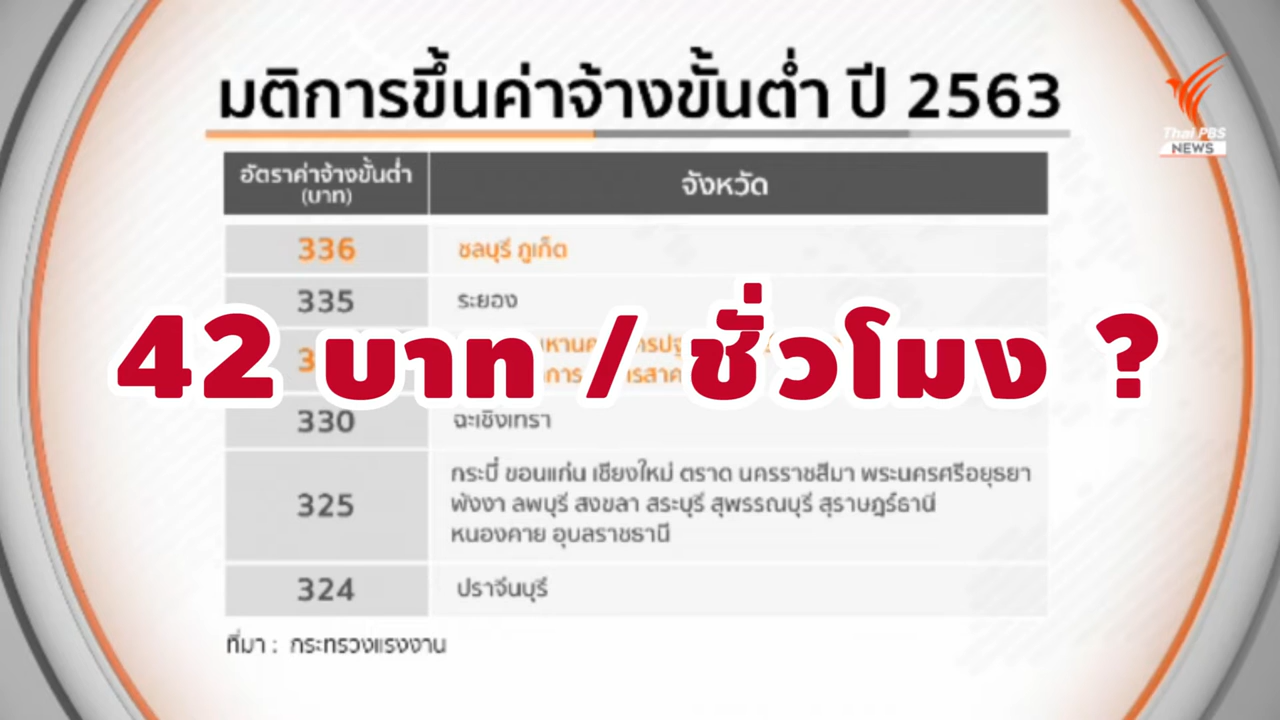 มติการขึ้นค่าจ้างขั้นต่ำ ปี 2563
Thai PBS
NEWS
อัตราค่าจ้างขั้นต่ำ
(บาท)
จังหวัด
336
ชลบุรี ภูเก็ต
335
ระยอง
42 บาท / ชั่วโมง ?
330
ฉะเชิงเทรา
325
กระบี่ ขอนแก่น เชียงใหม่ ตราด นครราชสีมา พระนครศรีอยุธยา
พังงา ลพบุรี สงขลา สระบุรี สุพรรณบุรี สุราษฎร์ธานี
หนองคาย อุบลราชธานี
324
ปราจีนบุรี
ที่มา : กระทรวงแรงงาน